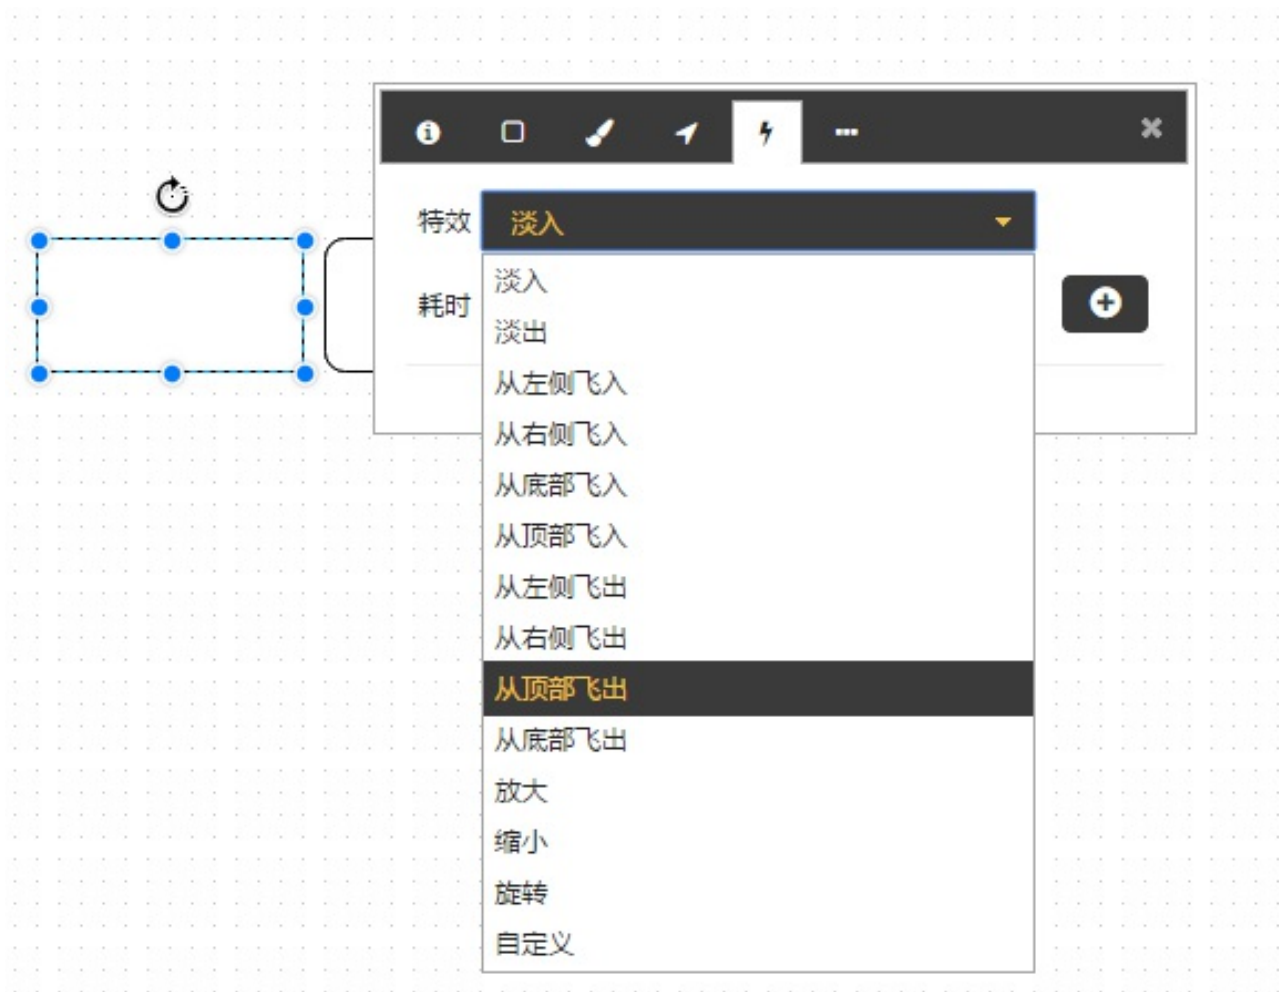 特效 淡入
耗时
淡入
淡出
从左侧飞入
从右侧飞入
从底部飞入
从顶部飞入
从左侧飞出
从右侧飞出
从顶部飞出
从底部飞出
放大
缩小
旋转
自定义